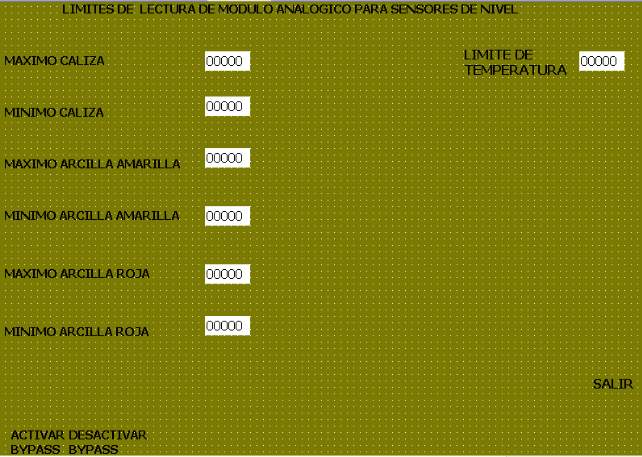 LIMITES DE LECTURA DE MODULO ANALOGICO PARA SENSORES DE NIVEL
MAXIMO CALIZA 00000
LIMITE DE
TEMPERATURA 00000
MINIMO CALIZA 00000
MAXIMO ARCILLA AMARILLA 00000
MINIMO ARCILLA AMARILLA 00000
MAXIMO ARCILLA ROJA 00000
MINIMO ARCILLA ROJA 00000
SALIR
ACTIVAR DESACTIVAR
BYPASS BYPASS